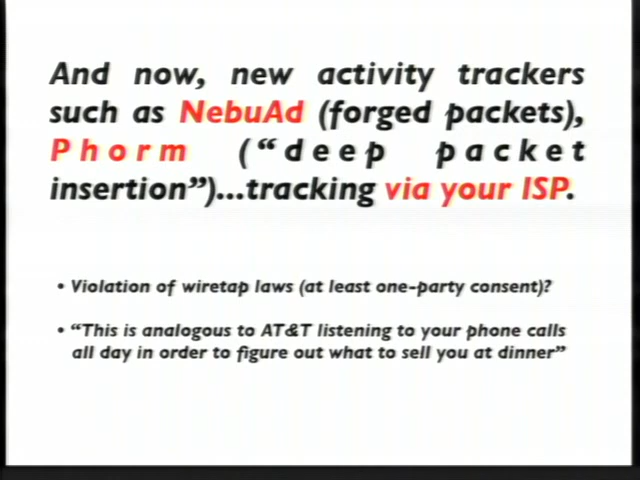 And now, new activity trackers
such as NebuAd (forged packets),
Phorm (“deep packet
insertion”)...tracking via your ISP.
• Violation of wiretap laws (at least one-party consent)?
• “This is analogous to AT&T listening to your phone calls
all day in order to figure out what to sell you at dinner”